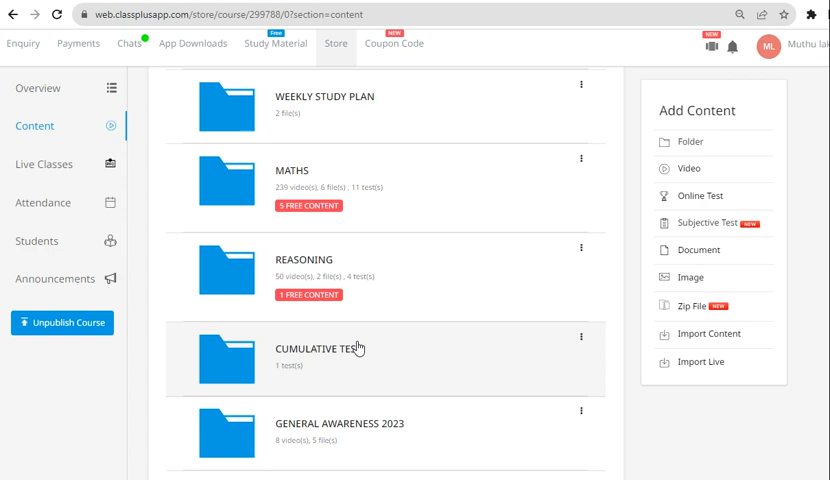 web.classplusapp.com/store/course/299788/0?section=content
Enquiry
Payments
Chats
App Downloads
Free
Study Material
Store
NEW
Coupon Code
NEW
ML
Muthu lak
Overview
Content
Live Classes
Attendance
Students
Announcements
Unpublish Course
WEEKLY STUDY PLAN
2 file(s)
MATHS
239 video(s), 6 file(s) , 11 test(s)
5 FREE CONTENT
REASONING
50 video(s), 2 file(s) , 4 test(s)
1 FREE CONTENT
CUMULATIVE TEST
1 test(s)
GENERAL AWARENESS 2023
8 video(s), 5 file(s)
Add Content
Folder
Video
Online Test
Subjective Test NEW
Document
Image
Zip File NEW
Import Content
Import Live